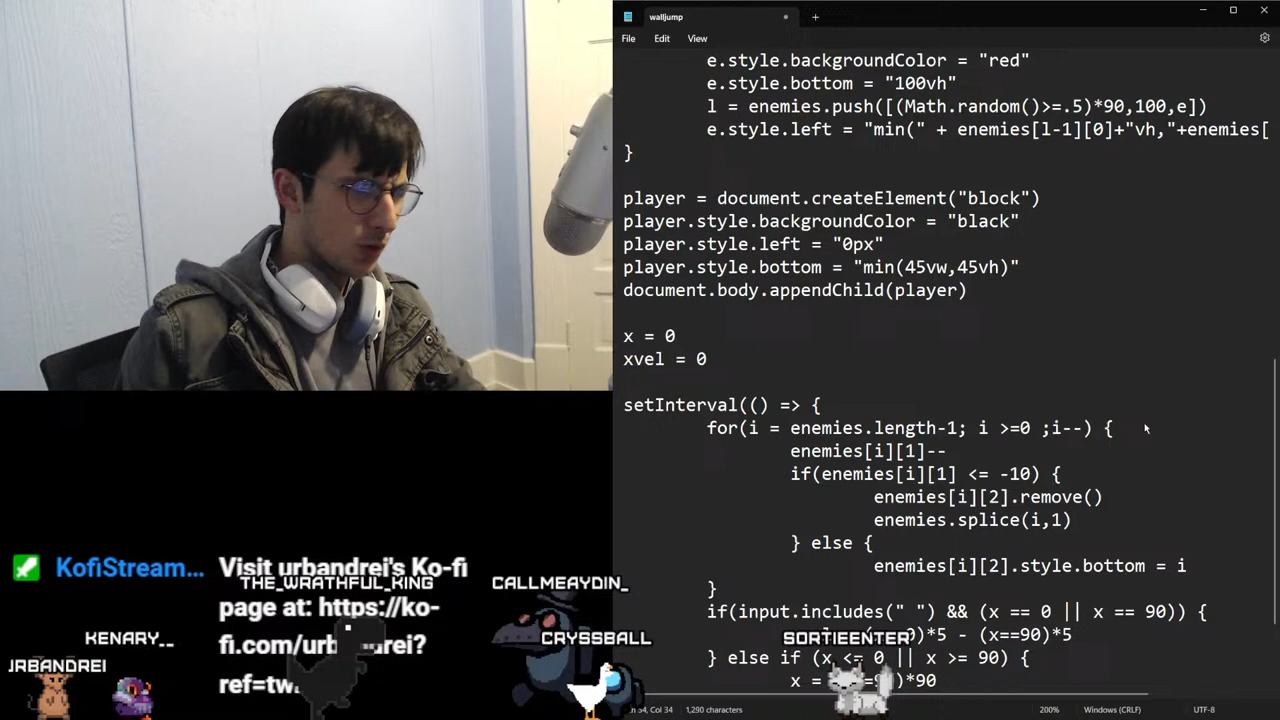 walljump
File Edit View
e.style.backgroundColor = "red"
e.style.bottom = "100vh"
l = enemies.push([(Math.random()>=.5)*90,100,e])
e.style.left = "min(" + enemies[l-1][0]+"vh,"+enemies[
}
player = document.createElement("block")
player.style.backgroundColor = "black"
player.style.left = "0px"
player.style.bottom = "min(45vw,45vh)"
document.body.appendChild(player)
x = 0
xvel = 0
setInterval(() => {
for(i = enemies.length-1; i >=0 ;i--) {
enemies[i][1]--
if(enemies[i][1] <= -10) {
enemies[i][2].remove()
enemies.splice(i,1)
} else {
enemies[i][2].style.bottom = i
}
if(input.includes(" ") && (x == 0 || x == 90)) {
)*5 - (x==90)*5
} else if (x <= 0 || x >= 90) {
x = )*90
Col 34 1,290 characters 200% Windows (CRLF) UTF-8
KofiStream... Visit urbandrei's Ko-fi
page at: https://ko-
fi.com/urb drei?
ref=tw
THE_WRATHFUL_KING
CALLMEAYDIN_
KENARY__
CRYSSBALL
SORTIEENTER
URBANDREI